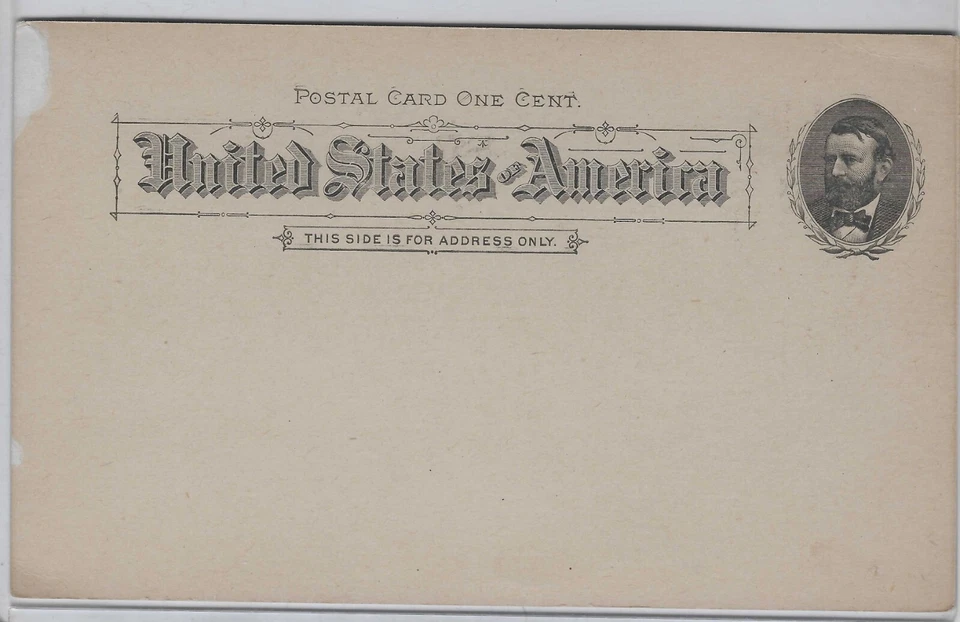 POSTAL CARD ONE CENT.
United States OF America
THIS SIDE IS FOR ADDRESS ONLY.